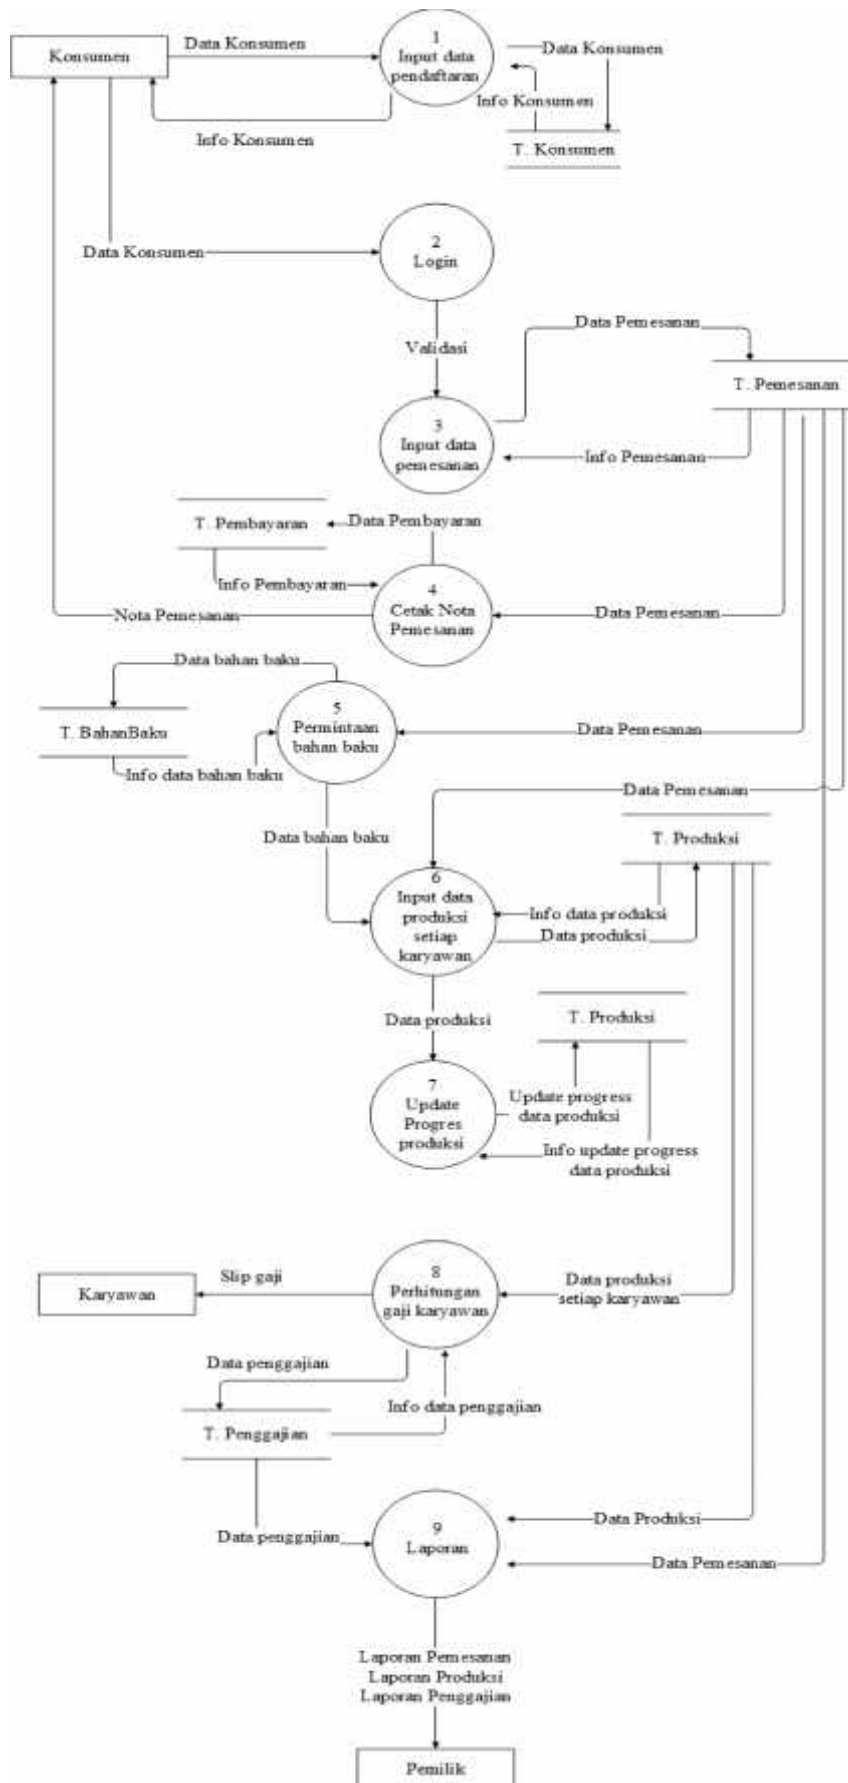 1
Input data
pendaftaran
Konsumen
Data Konsumen
Data Konsumen
Info Konsumen
Info Konsumen
T. Konsumen
2
Login
Data Konsumen
Validasi
Data Pemesanan
T. Pemesanan
3
Input data
pemesanan
Info Pemesanan
T. Pembayaran
Data Pembayaran
Info Pembayaran
4
Cetak Nota
Pemesanan
Nota Pemesanan
Data Pemesanan
Data bahan baku
5
Permintaan
bahan baku
T. BahanBaku
Data Pemesanan
Info data bahan baku
Data Pemesanan
Data bahan baku
T. Produksi
6
Input data
produksi
setiap
karyawan
Info data produksi
Data produksi
Data produksi
T. Produksi
7
Update
Progres
produksi
Update progress
data produksi
Info update progress
data produksi
8
Perhitungan
gaji karyawan
Slip gaji
Karyawan
Data produksi
setiap karyawan
Data penggajian
Info data penggajian
T. Penggajian
9
Laporan
Data Produksi
Data penggajian
Data Pemesanan
Laporan Pemesanan
Laporan Produksi
Laporan Penggajian
Pemilik